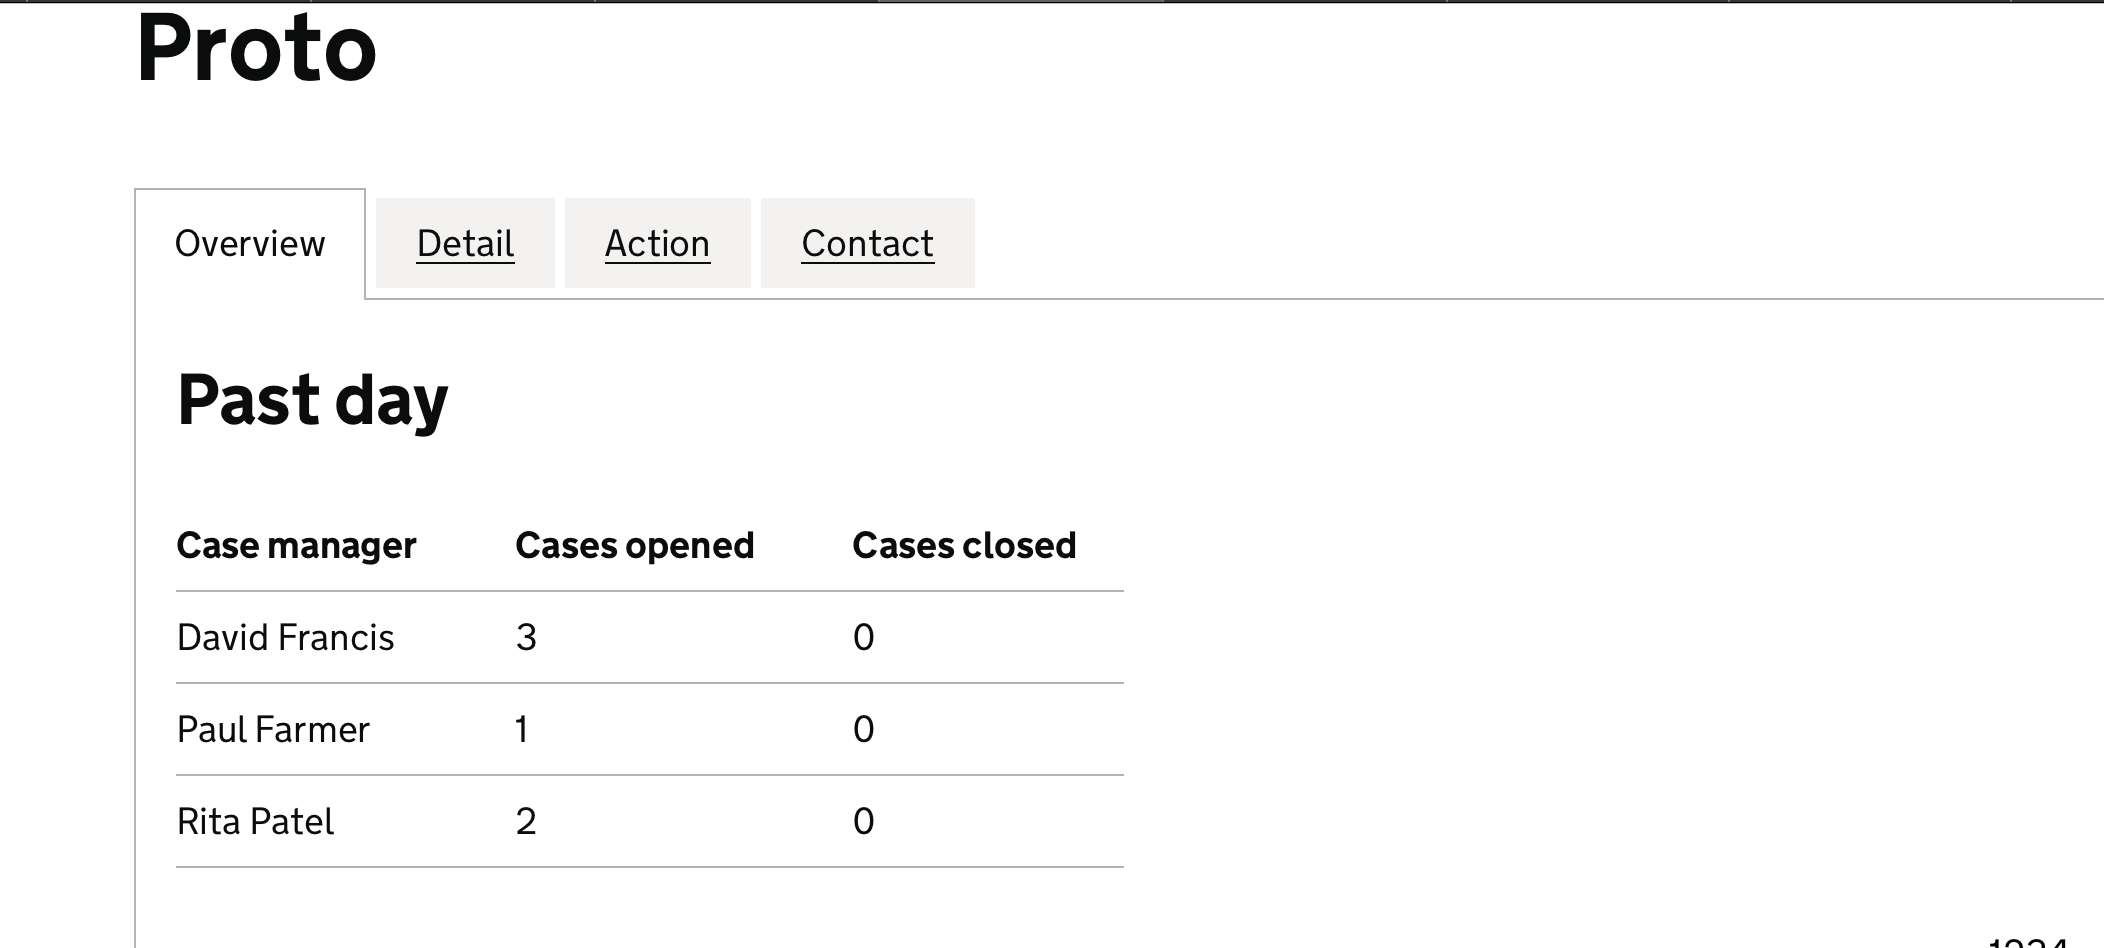 Proto
Overview Detail Action Contact
Past day
Case manager Cases opened Cases closed
David Francis 3 0
Paul Farmer 1 0
Rita Patel 2 0